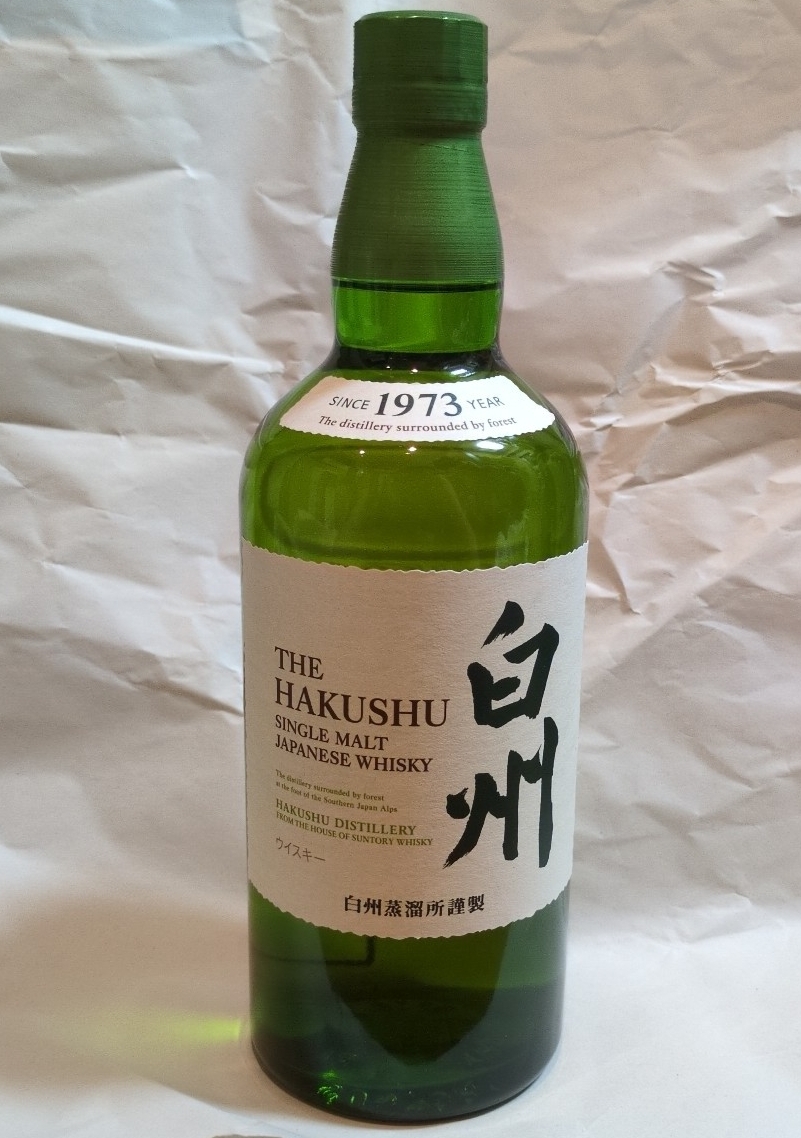 SINCE 1973 YEAR
The distillery surrounded by forest
THE
HAKUSHU
SINGLE MALT
JAPANESE WHISKY
The distillery surrounded by forest
at the foot of the Southern Japan Alps
HAKUSHU DISTILLERY
FROM THE HOUSE OF SUNTORY WHISKY
ウイスキー
白州
白州蒸溜所謹製